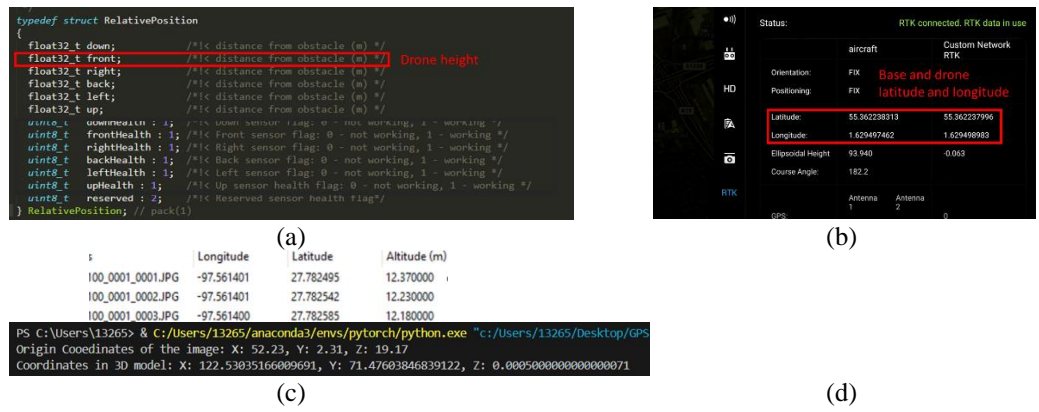 typedef struct RelativePosition
{
float32_t down; /*!< distance from obstacle (m) */
float32_t front; /*!< distance from obstacle (m) */ Drone height
float32_t right; /*!< distance from obstacle (m) */
float32_t back; /*!< distance from obstacle (m) */
float32_t left; /*!< distance from obstacle (m) */
float32_t up; /*!< distance from obstacle (m) */
uint8_t downHealth : 1; /*!< Down sensor flag: 0 - not working, 1 - working */
uint8_t frontHealth : 1; /*!< Front sensor flag: 0 - not working, 1 - working */
uint8_t rightHealth : 1; /*!< Right sensor flag: 0 - not working, 1 - working */
uint8_t backHealth : 1; /*!< Back sensor flag: 0 - not working, 1 - working */
uint8_t leftHealth : 1; /*!< Left sensor flag: 0 - not working, 1 - working */
uint8_t upHealth : 1; /*!< Up sensor health flag: 0 - not working, 1 - working */
uint8_t reserved : 2; /*!< Reserved sensor health flag*/
} RelativePosition; // pack(1)
(a)
HD
RTK
Status: RTK connected. RTK data in use
aircraft Custom Network RTK
Orientation: FIX Base and drone
Positioning: FIX latitude and longitude
Latitude: 55.362238313 55.362237996
Longitude: 1.629497462 1.629498983
Ellipsoidal Height 93.940 -0.063
Course Angle: 182.2
Antenna 1 Antenna 2
GPS: 0
(b)
s Longitude Latitude Altitude (m)
100_0001_0001.JPG -97.561401 27.782495 12.370000
100_0001_0002.JPG -97.561401 27.782542 12.230000
100_0001_0003.JPG -97.561400 27.782585 12.180000
PS C:\Users\13265> & C:/Users/13265/anaconda3/envs/pytorch/python.exe "c:/Users/13265/Desktop/GPS
Origin Cooedinates of the image: X: 52.23, Y: 2.31, Z: 19.17
Coordinates in 3D model: X: 122.53035166009691, Y: 71.47603846839122, Z: 0.0005000000000000071
(c)
(d)